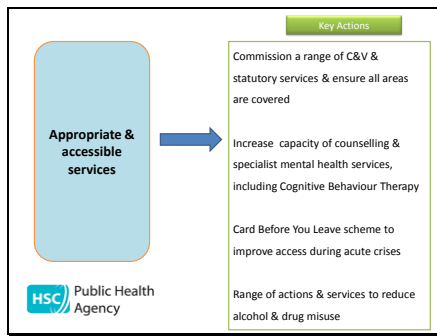 Key Actions
Appropriate &
accessible
services
Commission a range of C&V &
statutory services & ensure all areas
are covered
Increase capacity of counselling &
specialist mental health services,
including Cognitive Behaviour Therapy
Card Before You Leave scheme to
improve access during acute crises
Range of actions & services to reduce
alcohol & drug misuse
HSC Public Health
Agency